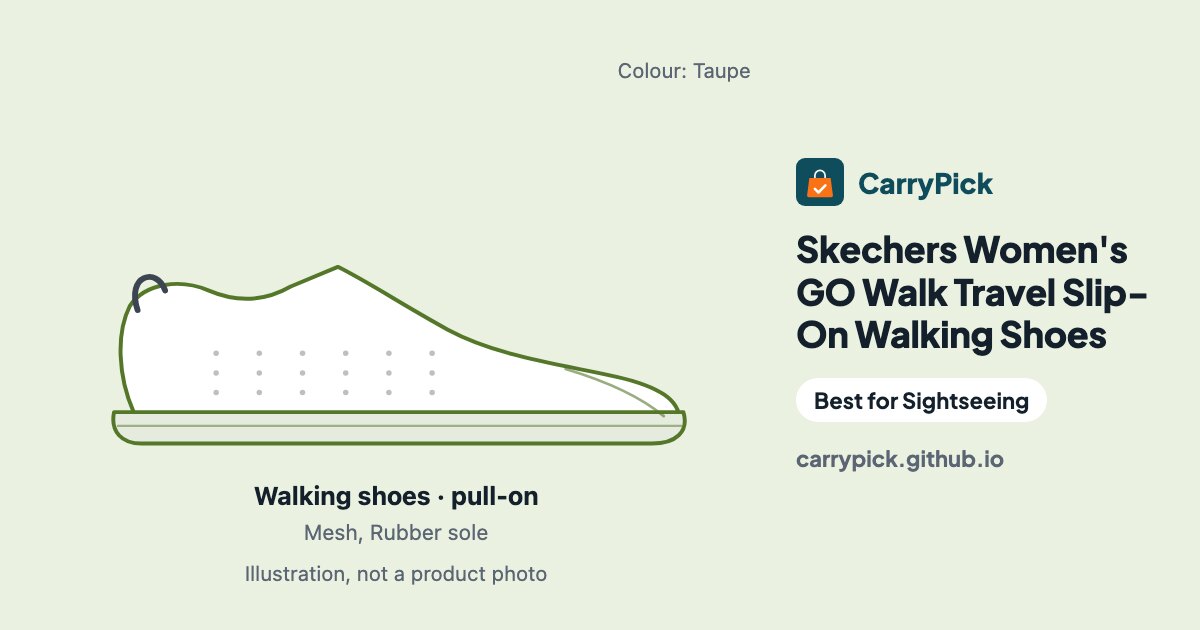 Colour: Taupe
CarryPick
Skechers Women's
GO Walk Travel Slip-
On Walking Shoes
Best for Sightseeing
carrypick.github.io
Walking shoes · pull-on
Mesh, Rubber sole
Illustration, not a product photo